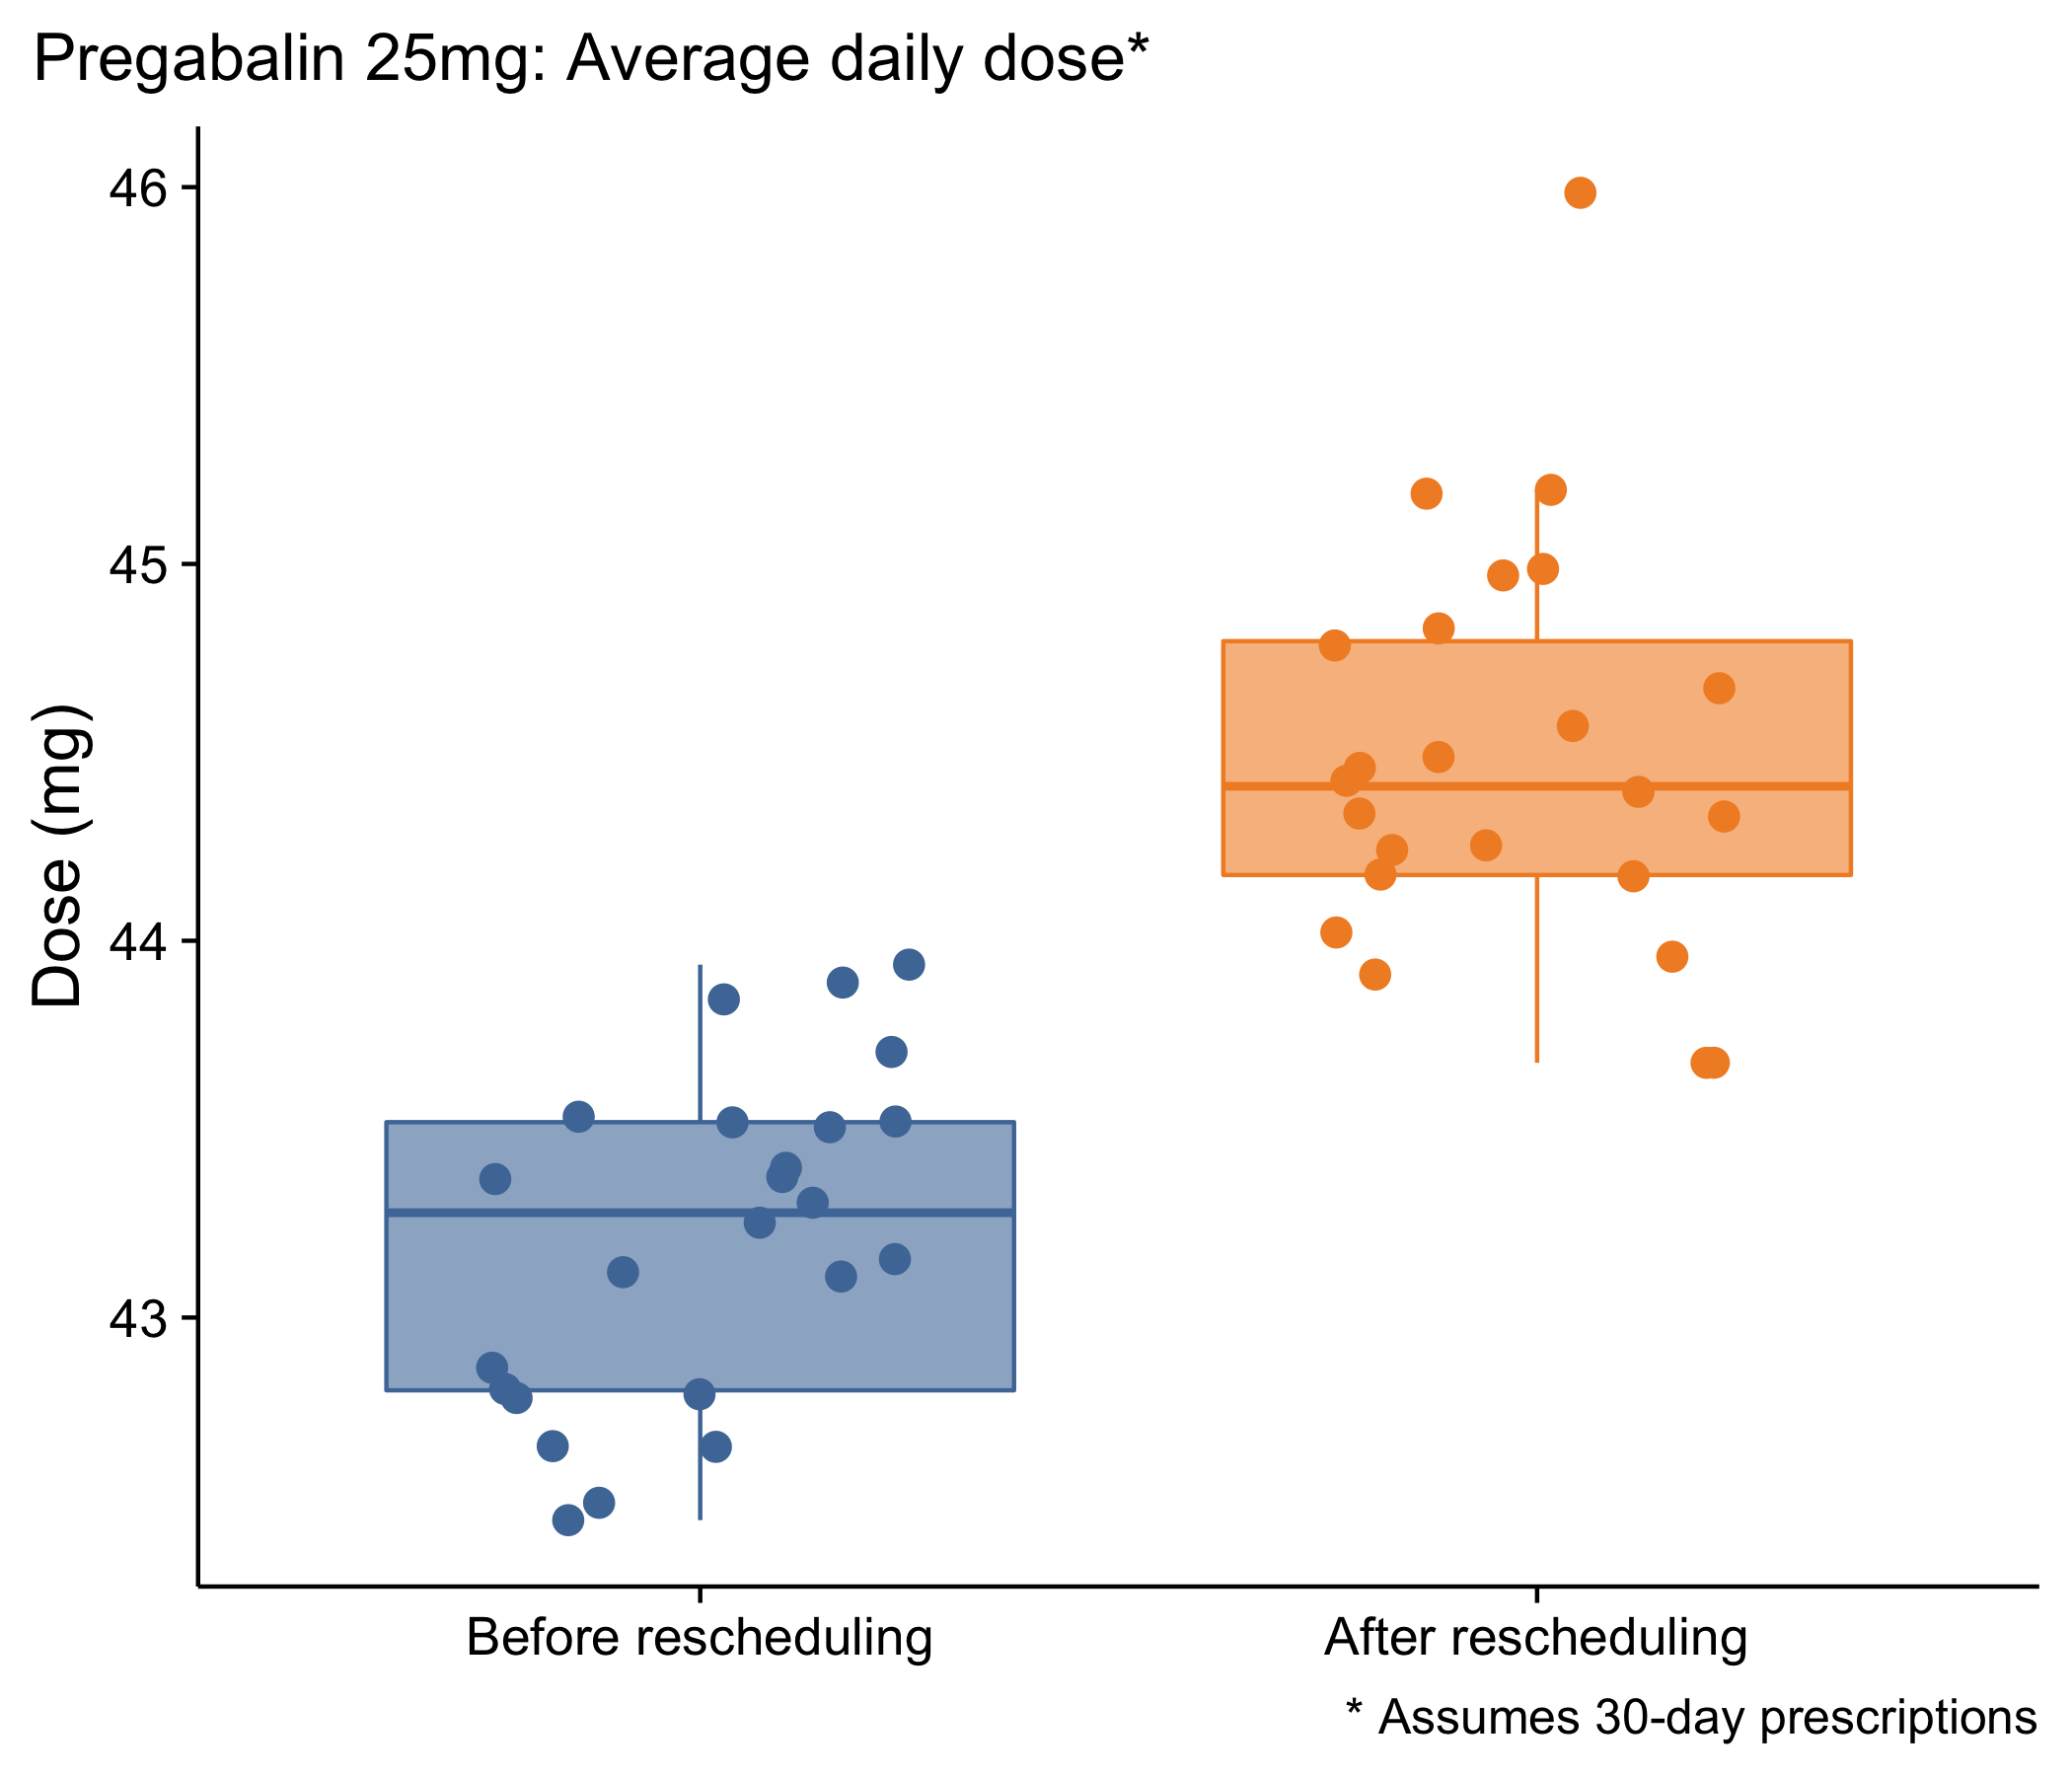 Pregabalin 25mg: Average daily dose*
Dose (mg)
46
45
44
43
Before rescheduling
After rescheduling
* Assumes 30-day prescriptions